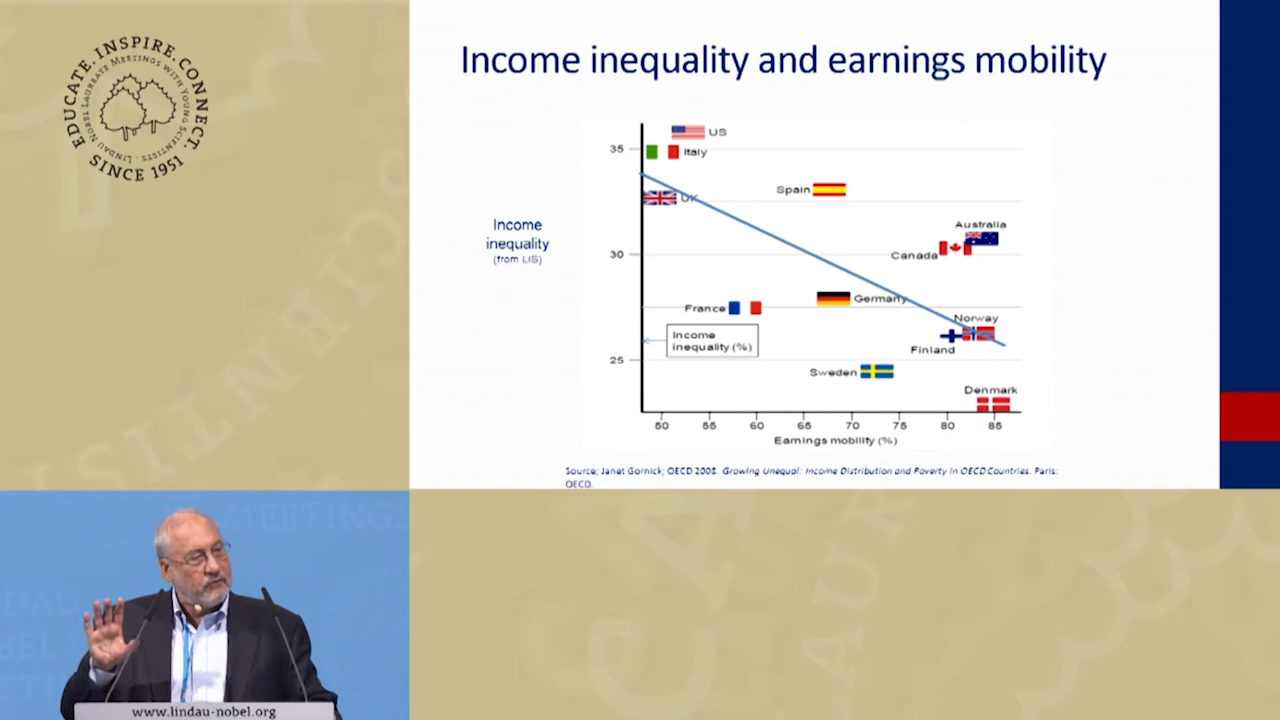 EDUCATE. INSPIRE. CONNECT.
LINDAU NOBEL LAUREATE MEETINGS WITH YOUNG SCIENTISTS
SINCE 1951
Income inequality and earnings mobility
US
35
Italy
Spain
UK
Income
inequality
(from LIS)
Australia
30
Canada
Germany
France
Norway
Income
inequality (%)
Finland
25
Sweden
Denmark
50 55 60 65 70 75 80 85
Earnings mobility (%)
Source; Janet Gornick; OECD 2008. Growing Unequal: Income Distribution and Poverty in OECD Countries. Paris:
OECD.
MEETINGS
www.lindau-nobel.org